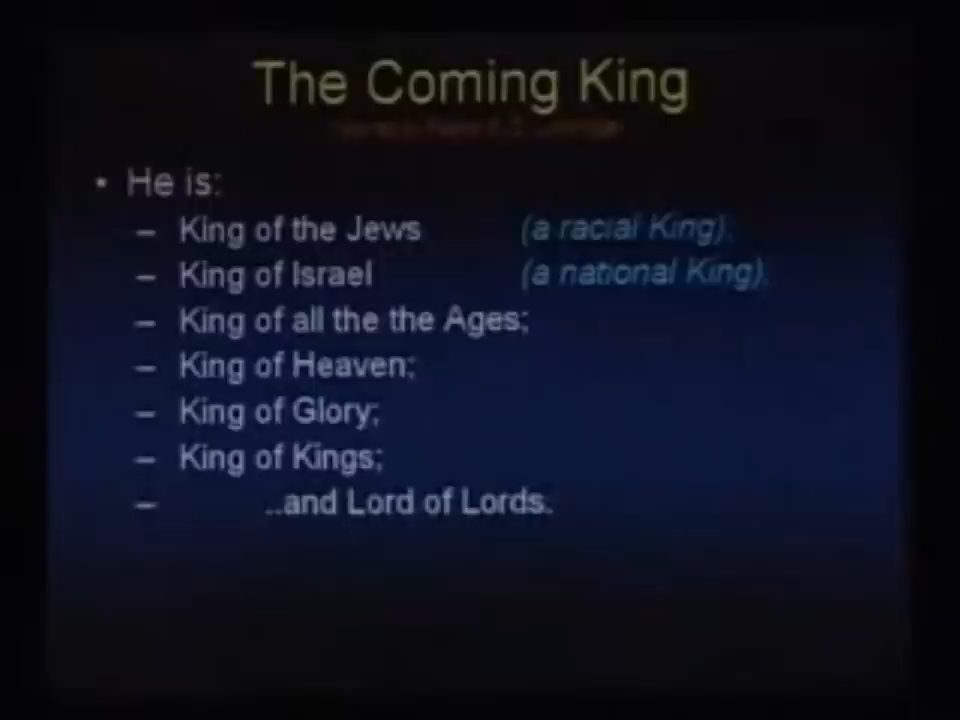 The Coming King
• He is:
– King of the Jews (a racial King).
– King of Israel (a national King).
– King of all the the Ages;
– King of Heaven;
– King of Glory;
– King of Kings;
– ..and Lord of Lords.